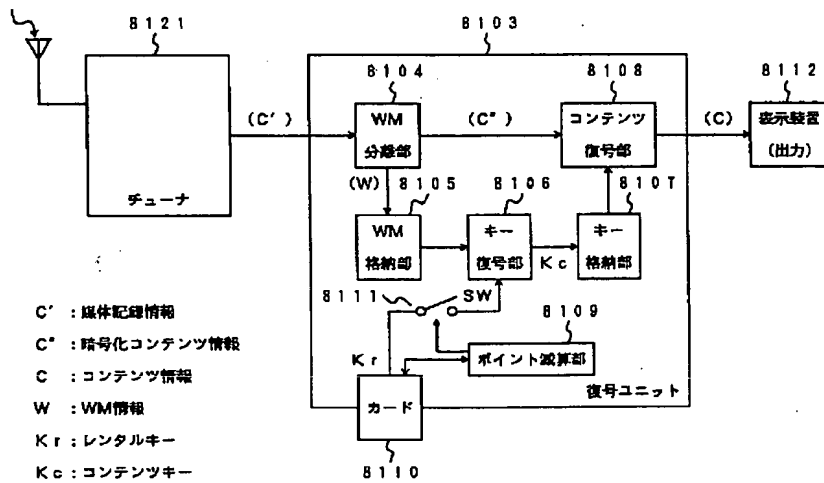 8121
チューナ
(C')
8103
8104
WM
分離部
(C")
8108
コンテンツ
復号部
(C)
8112
表示装置
(出力)
(W)
8105
WM
格納部
8106
キー
復号部
Kc
8107
キー
格納部
8111
SW
Kr
8109
ポイント減算部
復号ユニット
カード
8110
C' :媒体記録情報
C" :暗号化コンテンツ情報
C :コンテンツ情報
W :WM情報
Kr:レンタルキー
Kc:コンテンツキー